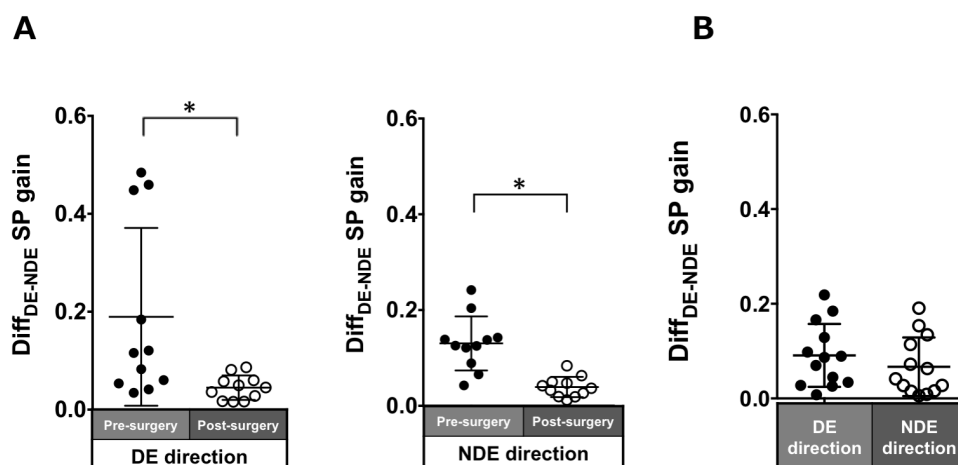 A
B
Diff_DE-NDE SP gain
0.6
0.4
0.2
0.0
*
Pre-surgery Post-surgery
DE direction
Diff_DE-NDE SP gain
0.6
0.4
0.2
0.0
*
Pre-surgery Post-surgery
NDE direction
Diff_DE-NDE SP gain
0.6
0.4
0.2
0.0
DE
direction
NDE
direction